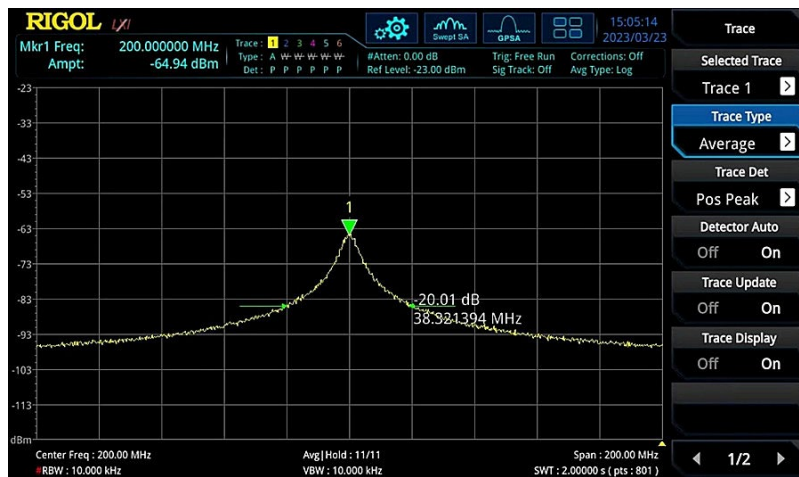 RIGOL LXI
Swept SA
GPSA
15:05:14
2023/03/23
Mkr1 Freq: 200.000000 MHz
Ampt: -64.94 dBm
Trace: 1 2 3 4 5 6
Type: A W W W W W
Det: P P P P P P
#Atten: 0.00 dB
Ref Level: -23.00 dBm
Trig: Free Run
Sig Track: Off
Corrections: Off
Avg Type: Log
-23
-33
-43
-53
-63
-73
-83
-93
-103
-113
dBm
1
-20.01 dB
38.321394 MHz
Center Freq : 200.00 MHz
Avg|Hold : 11/11
Span : 200.00 MHz
#RBW : 10.000 kHz
VBW : 10.000 kHz
SWT : 2.00000 s ( pts : 801 )
Trace
Selected Trace
Trace 1
Trace Type
Average
Trace Det
Pos Peak
Detector Auto
Off On
Trace Update
Off On
Trace Display
Off On
1/2